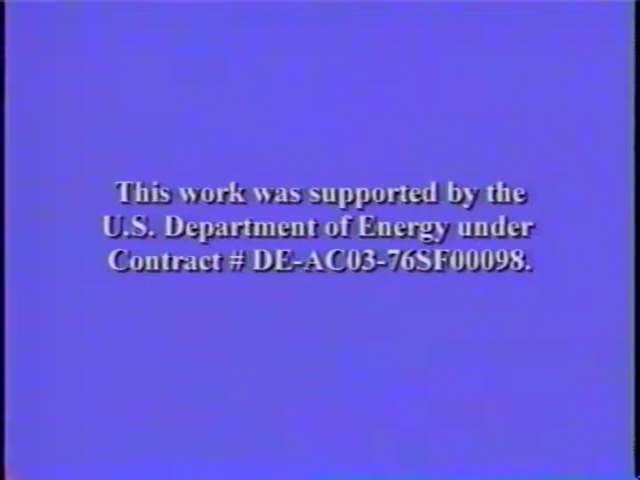 This work was supported by the
U.S. Department of Energy under
Contract # DE-AC03-76SF00098.